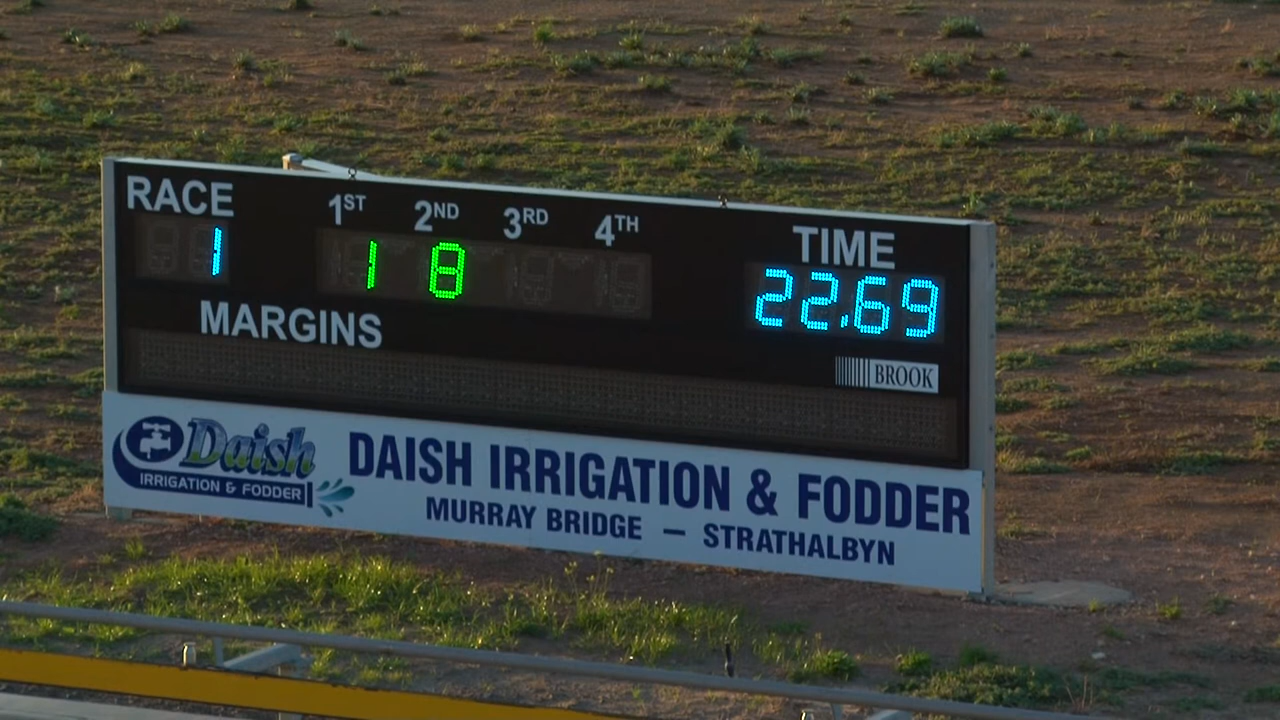 RACE 1ST 2ND 3RD 4TH TIME
1 1 8 22.69
MARGINS
BROOK
Daish
IRRIGATION & FODDER
DAISH IRRIGATION & FODDER
MURRAY BRIDGE — STRATHALBYN